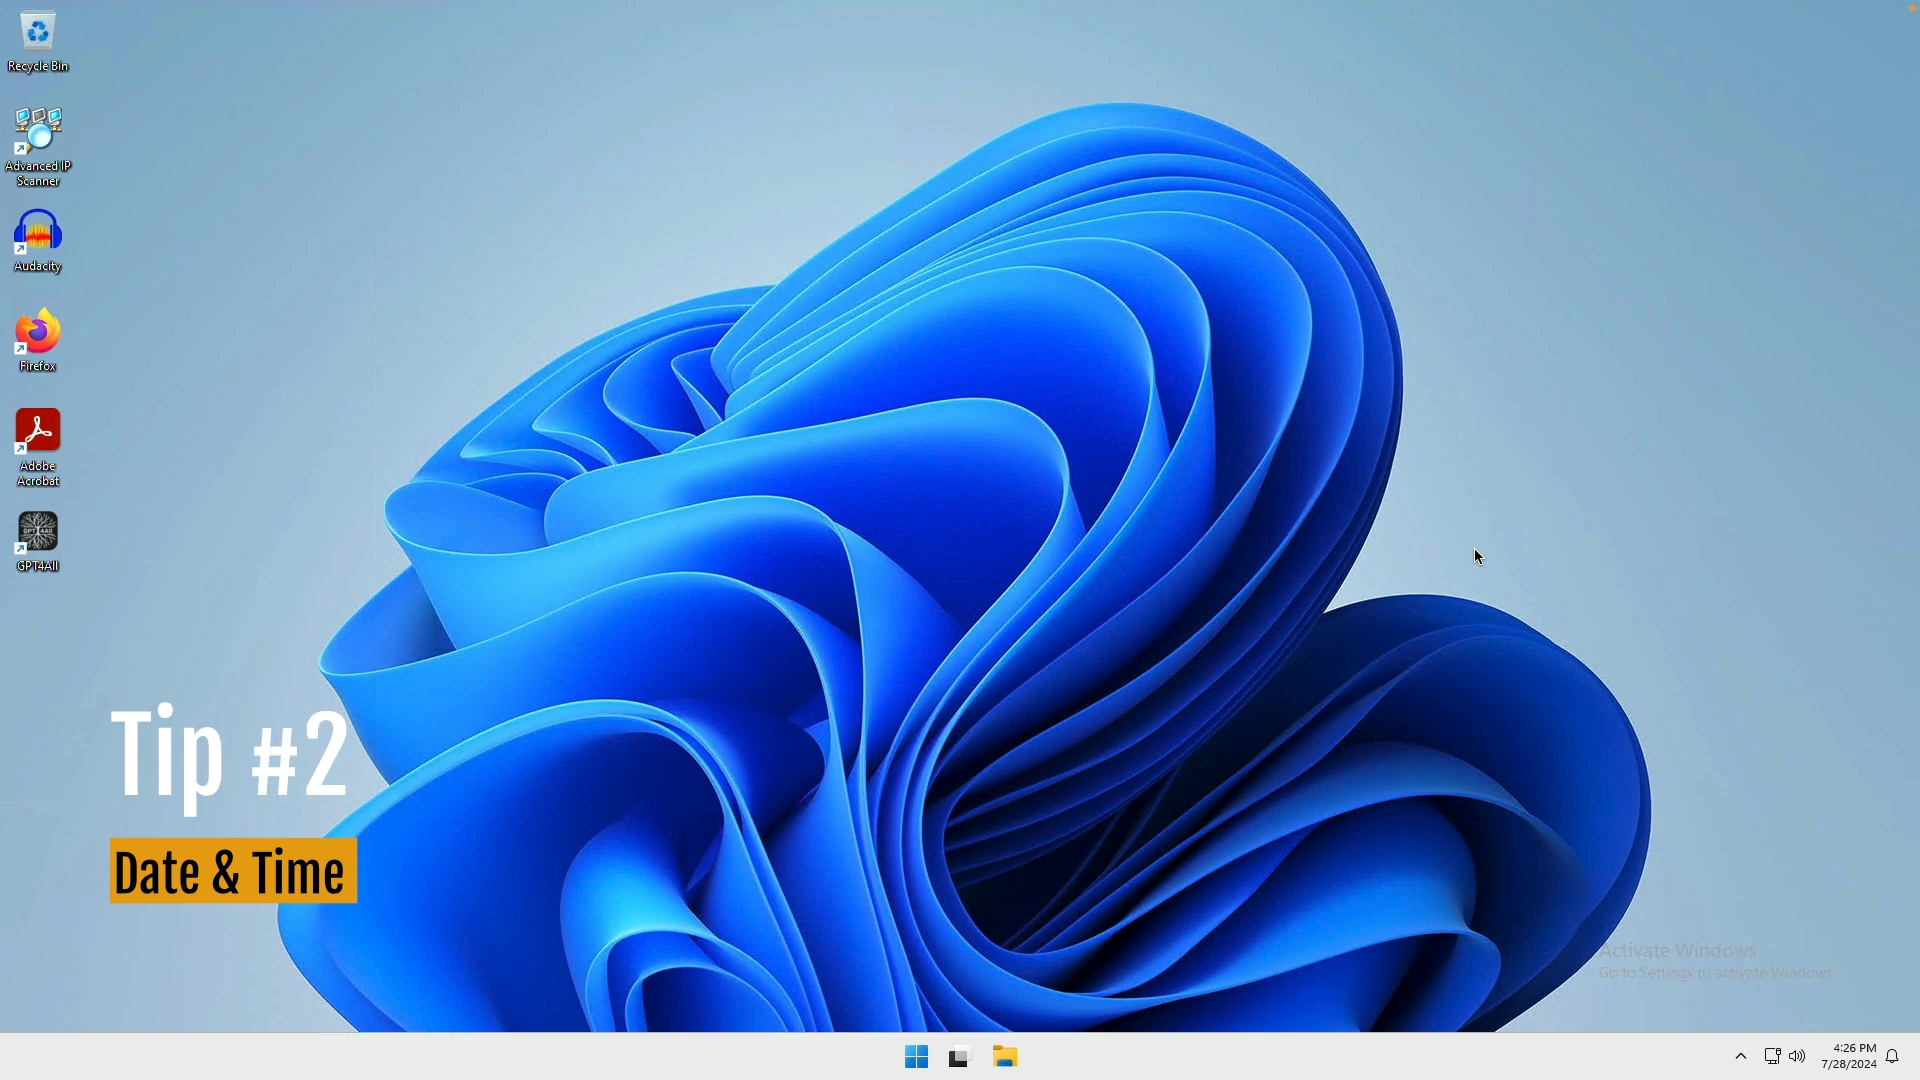 Recycle Bin
Advanced IP
Scanner
Audacity
Firefox
Adobe
Acrobat
GPT4All
Tip #2
Date & Time
Activate Windows
Go to Settings to activate Windows.
4:26 PM
7/28/2024